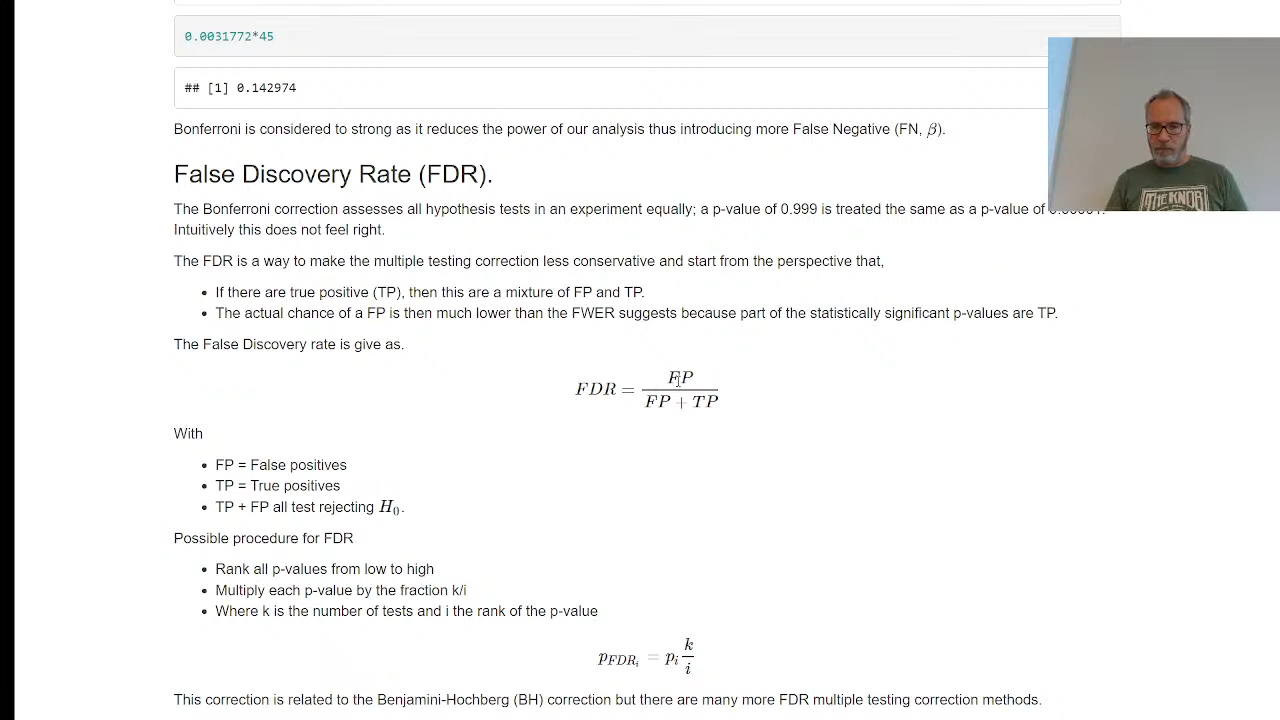 0.0031772*45
## [1] 0.142974
Bonferroni is considered to strong as it reduces the power of our analysis thus introducing more False Negative (FN, β).
False Discovery Rate (FDR).
The Bonferroni correction assesses all hypothesis tests in an experiment equally; a p-value of 0.999 is treated the same as a p-value of
Intuitively this does not feel right.
The FDR is a way to make the multiple testing correction less conservative and start from the perspective that,
• If there are true positive (TP), then this are a mixture of FP and TP.
• The actual chance of a FP is then much lower than the FWER suggests because part of the statistically significant p-values are TP.
The False Discovery rate is give as.
FDR = FP / (FP + TP)
With
• FP = False positives
• TP = True positives
• TP + FP all test rejecting H₀.
Possible procedure for FDR
• Rank all p-values from low to high
• Multiply each p-value by the fraction k/i
• Where k is the number of tests and i the rank of the p-value
p_FDRᵢ = pᵢ k/i
This correction is related to the Benjamini-Hochberg (BH) correction but there are many more FDR multiple testing correction methods.
THE KNOB